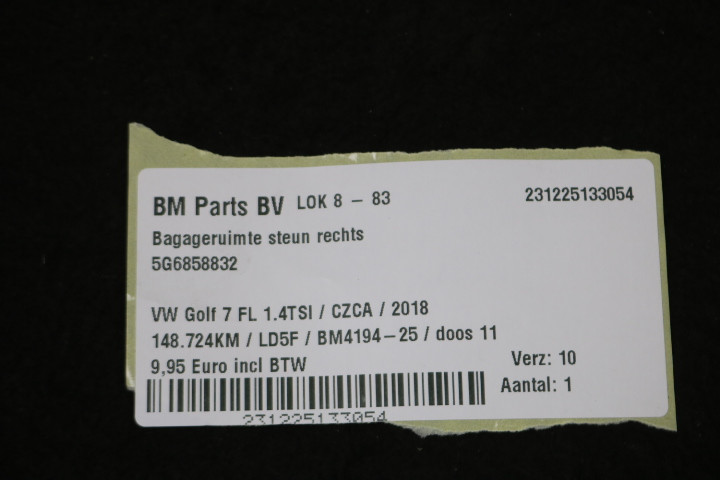 BM Parts BV LOK 8 – 83 231225133054
Bagageruimte steun rechts
5G6858832
VW Golf 7 FL 1.4TSI / CZCA / 2018
148.724KM / LD5F / BM4194-25 / doos 11
9,95 Euro incl BTW Verz: 10
Aantal: 1
231225133054